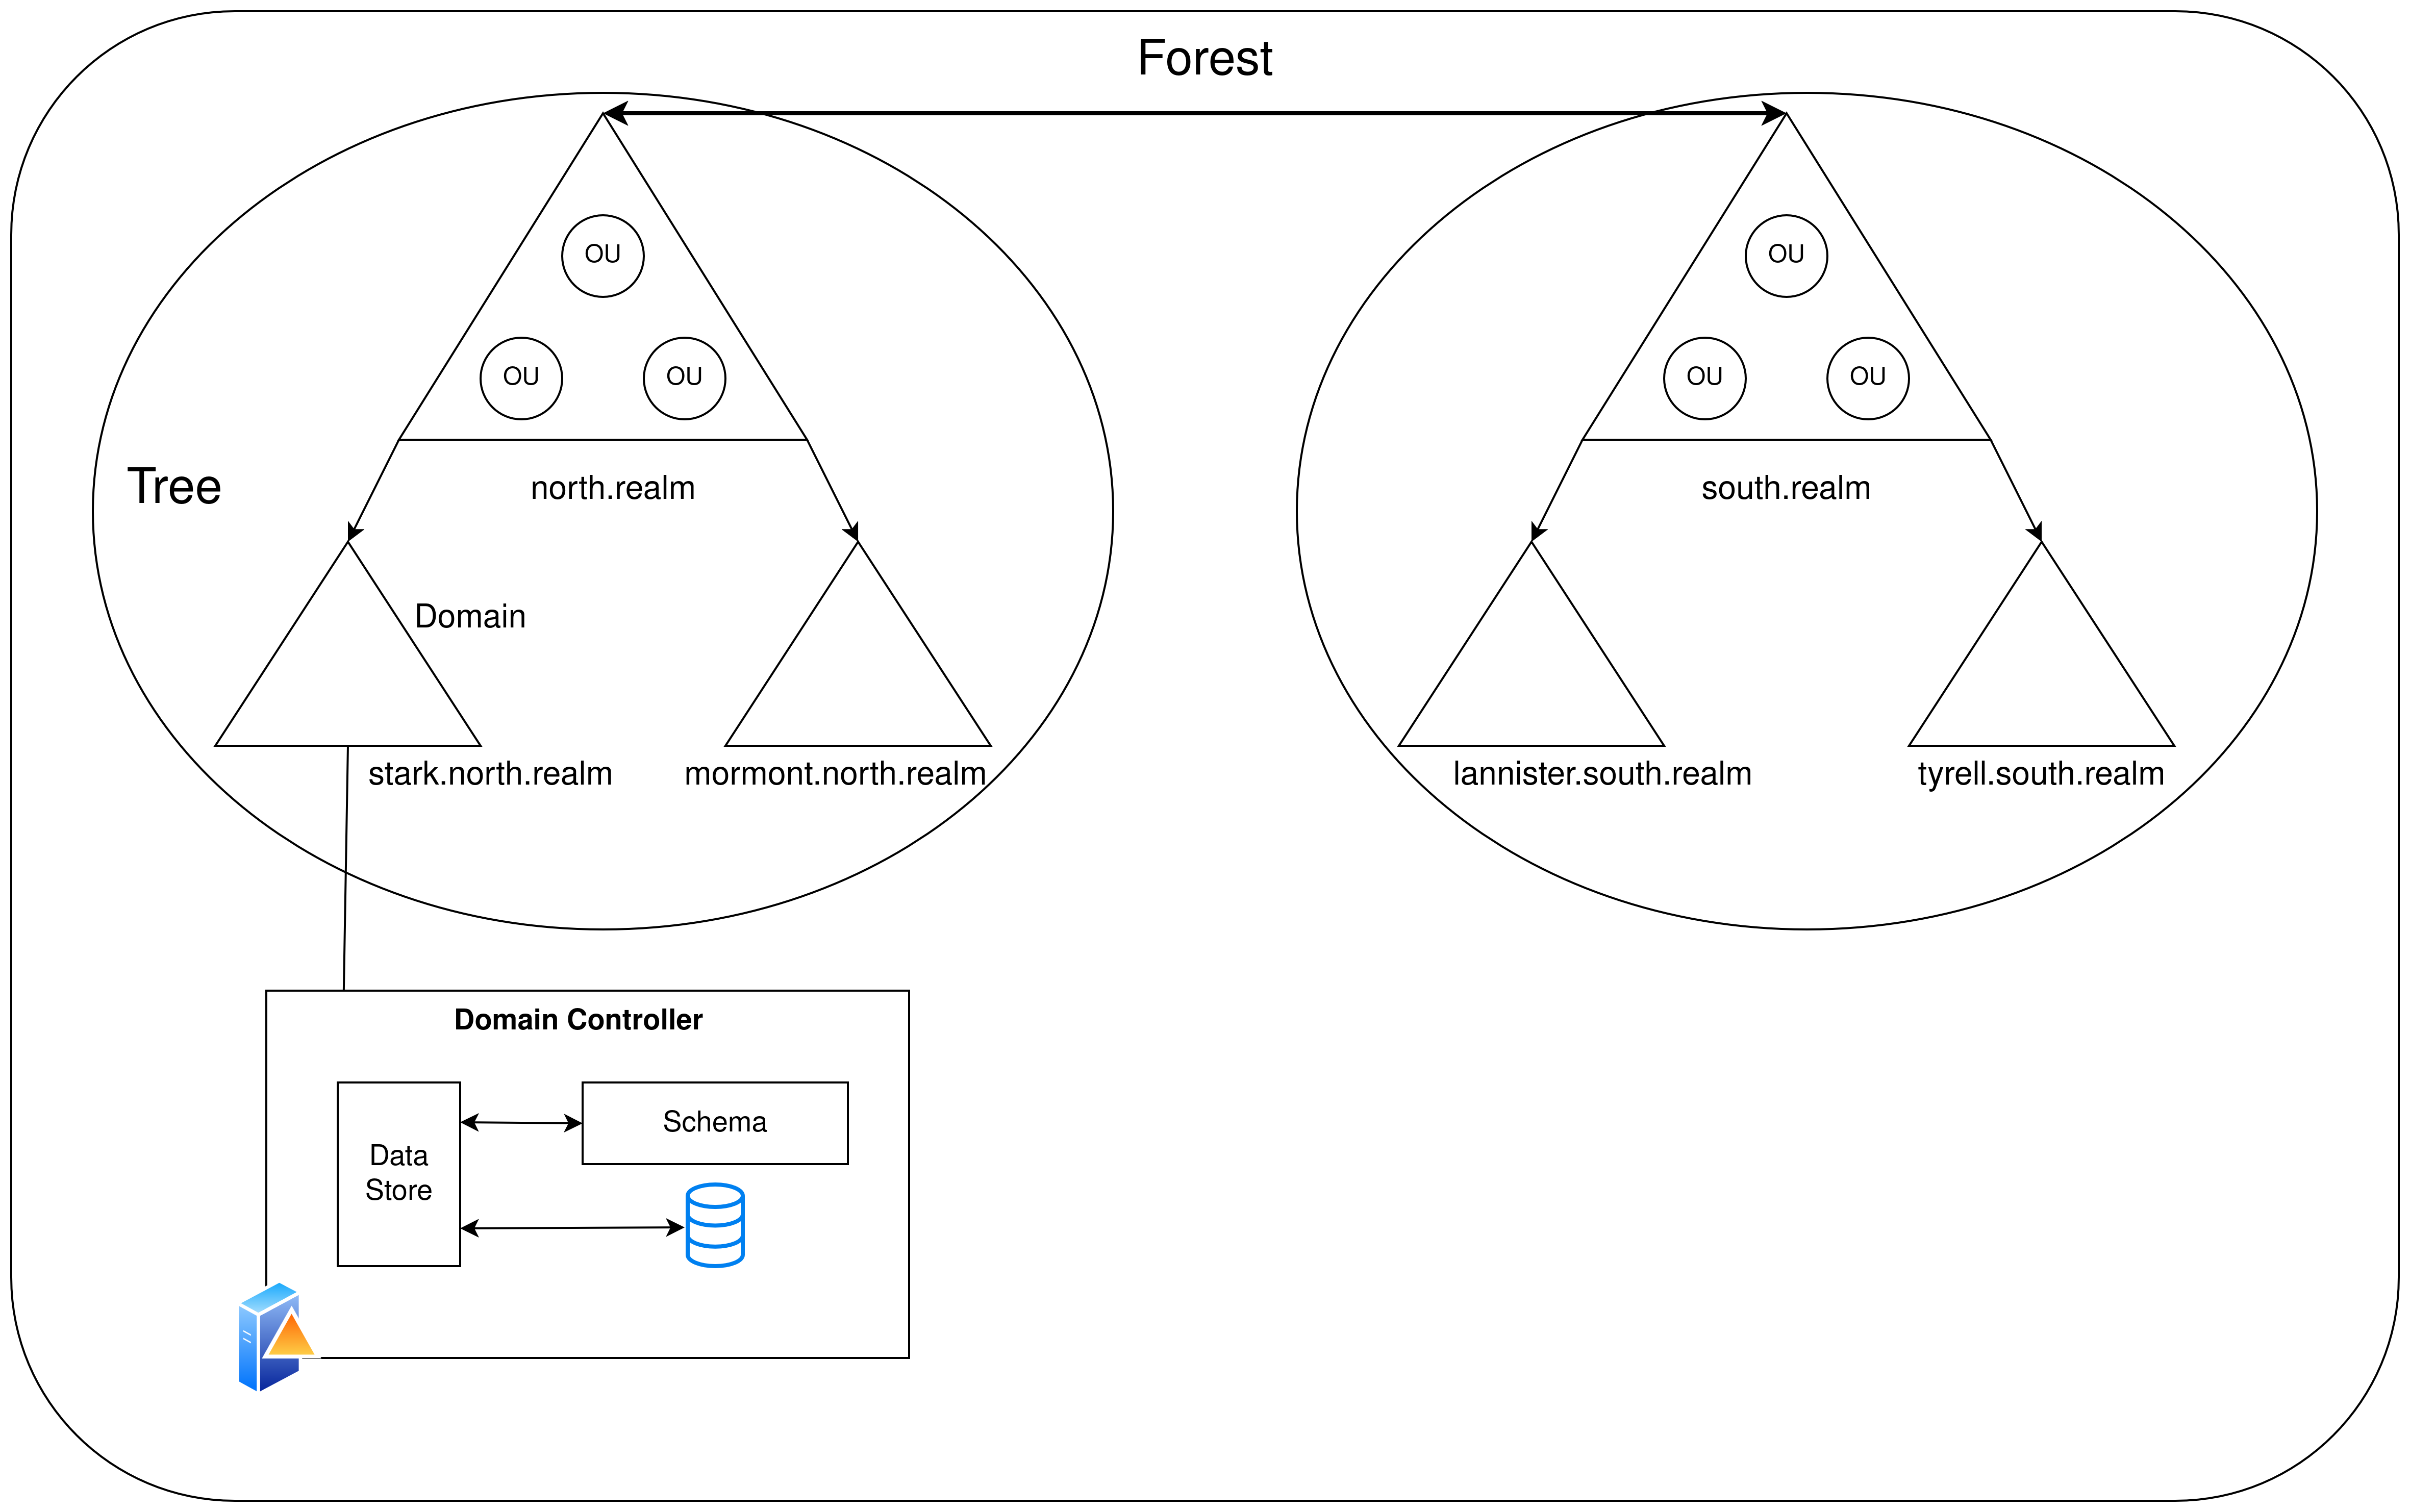 Forest
OU
OU
OU
north.realm
Tree
Domain
stark.north.realm
mormont.north.realm
OU
OU
OU
south.realm
lannister.south.realm
tyrell.south.realm
Domain Controller
Data
Store
Schema